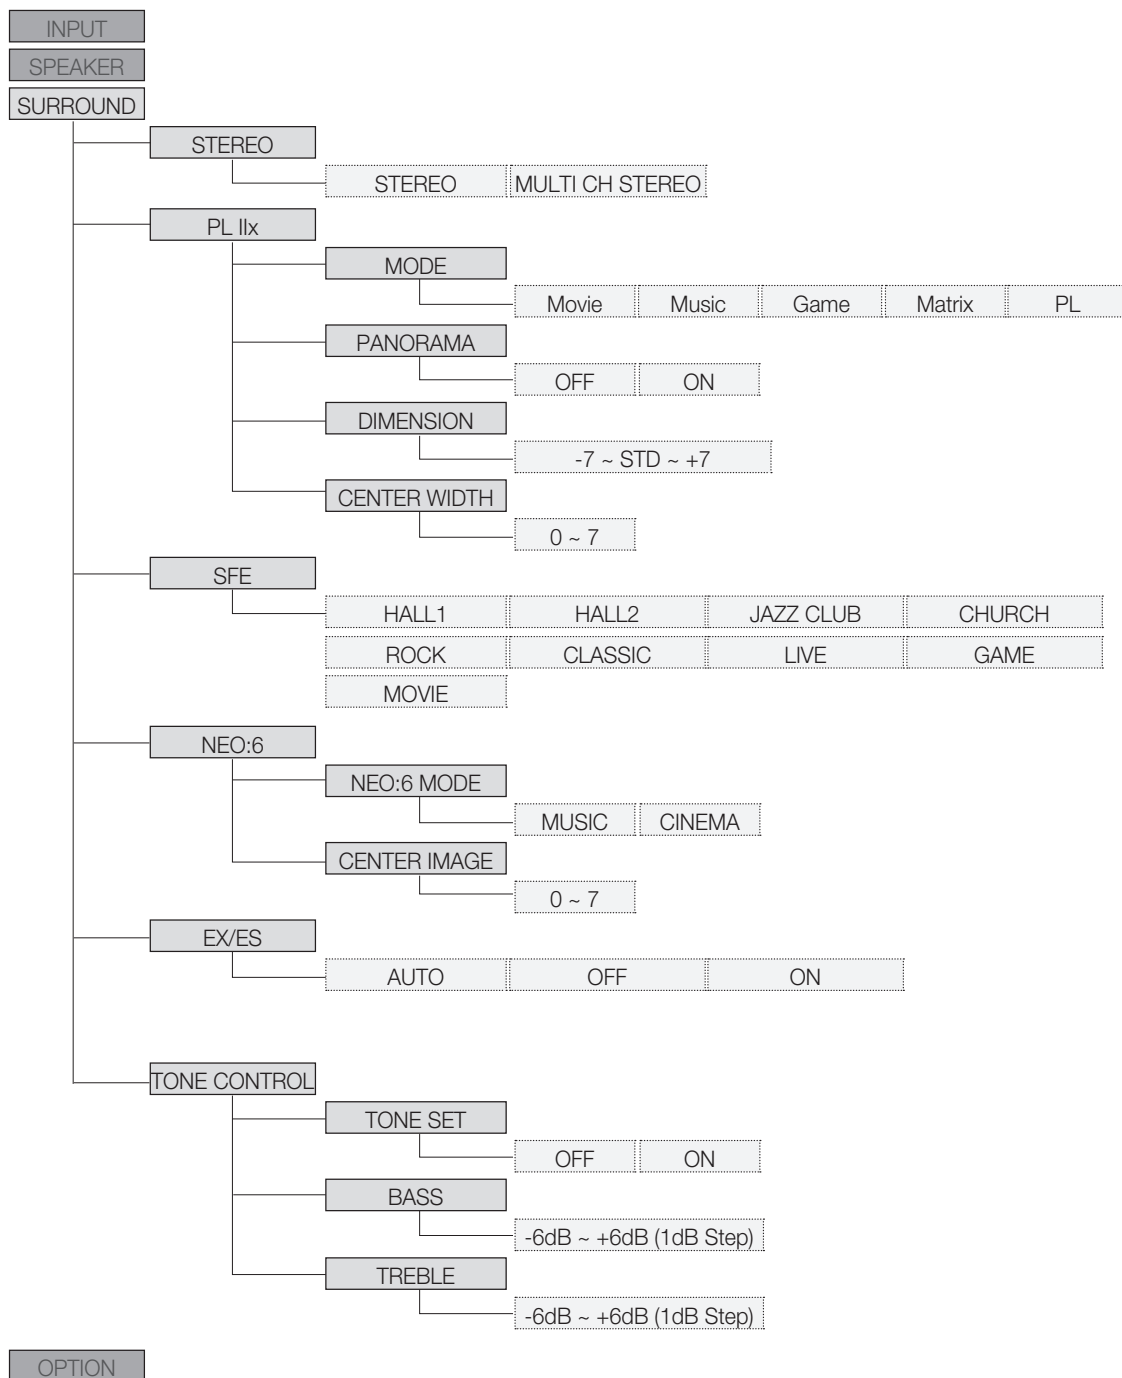 INPUT
SPEAKER
SURROUND
STEREO
STEREO MULTI CH STEREO
PL IIx
MODE
Movie Music Game Matrix PL
PANORAMA
OFF ON
DIMENSION
-7 ~ STD ~ +7
CENTER WIDTH
0 ~ 7
SFE
HALL1 HALL2 JAZZ CLUB CHURCH
ROCK CLASSIC LIVE GAME
MOVIE
NEO:6
NEO:6 MODE
MUSIC CINEMA
CENTER IMAGE
0 ~ 7
EX/ES
AUTO OFF ON
TONE CONTROL
TONE SET
OFF ON
BASS
-6dB ~ +6dB (1dB Step)
TREBLE
-6dB ~ +6dB (1dB Step)
OPTION